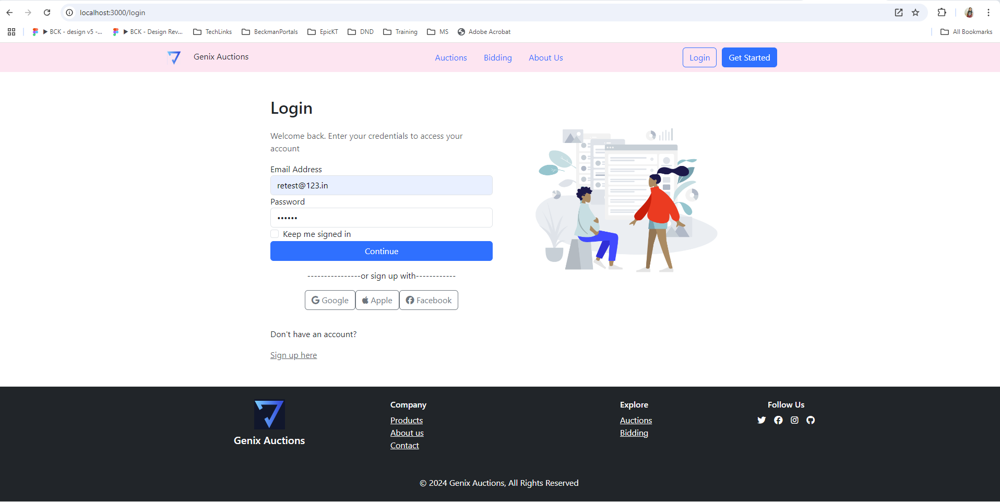 localhost:3000/login
▶ BCK - design v5 -...
▶ BCK - Design Rev...
TechLinks
BeckmanPortals
EpicKT
DND
Training
MS
Adobe Acrobat
All Bookmarks
Genix Auctions
Auctions
Bidding
About Us
Login
Get Started
Login
Welcome back. Enter your credentials to access your
account
Email Address
retest@123.in
Password
••••••
Keep me signed in
Continue
----------------or sign up with------------
Google
Apple
Facebook
Don't have an account?
Sign up here
Genix Auctions
Company
Products
About us
Contact
Explore
Auctions
Bidding
Follow Us
© 2024 Genix Auctions, All Rights Reserved